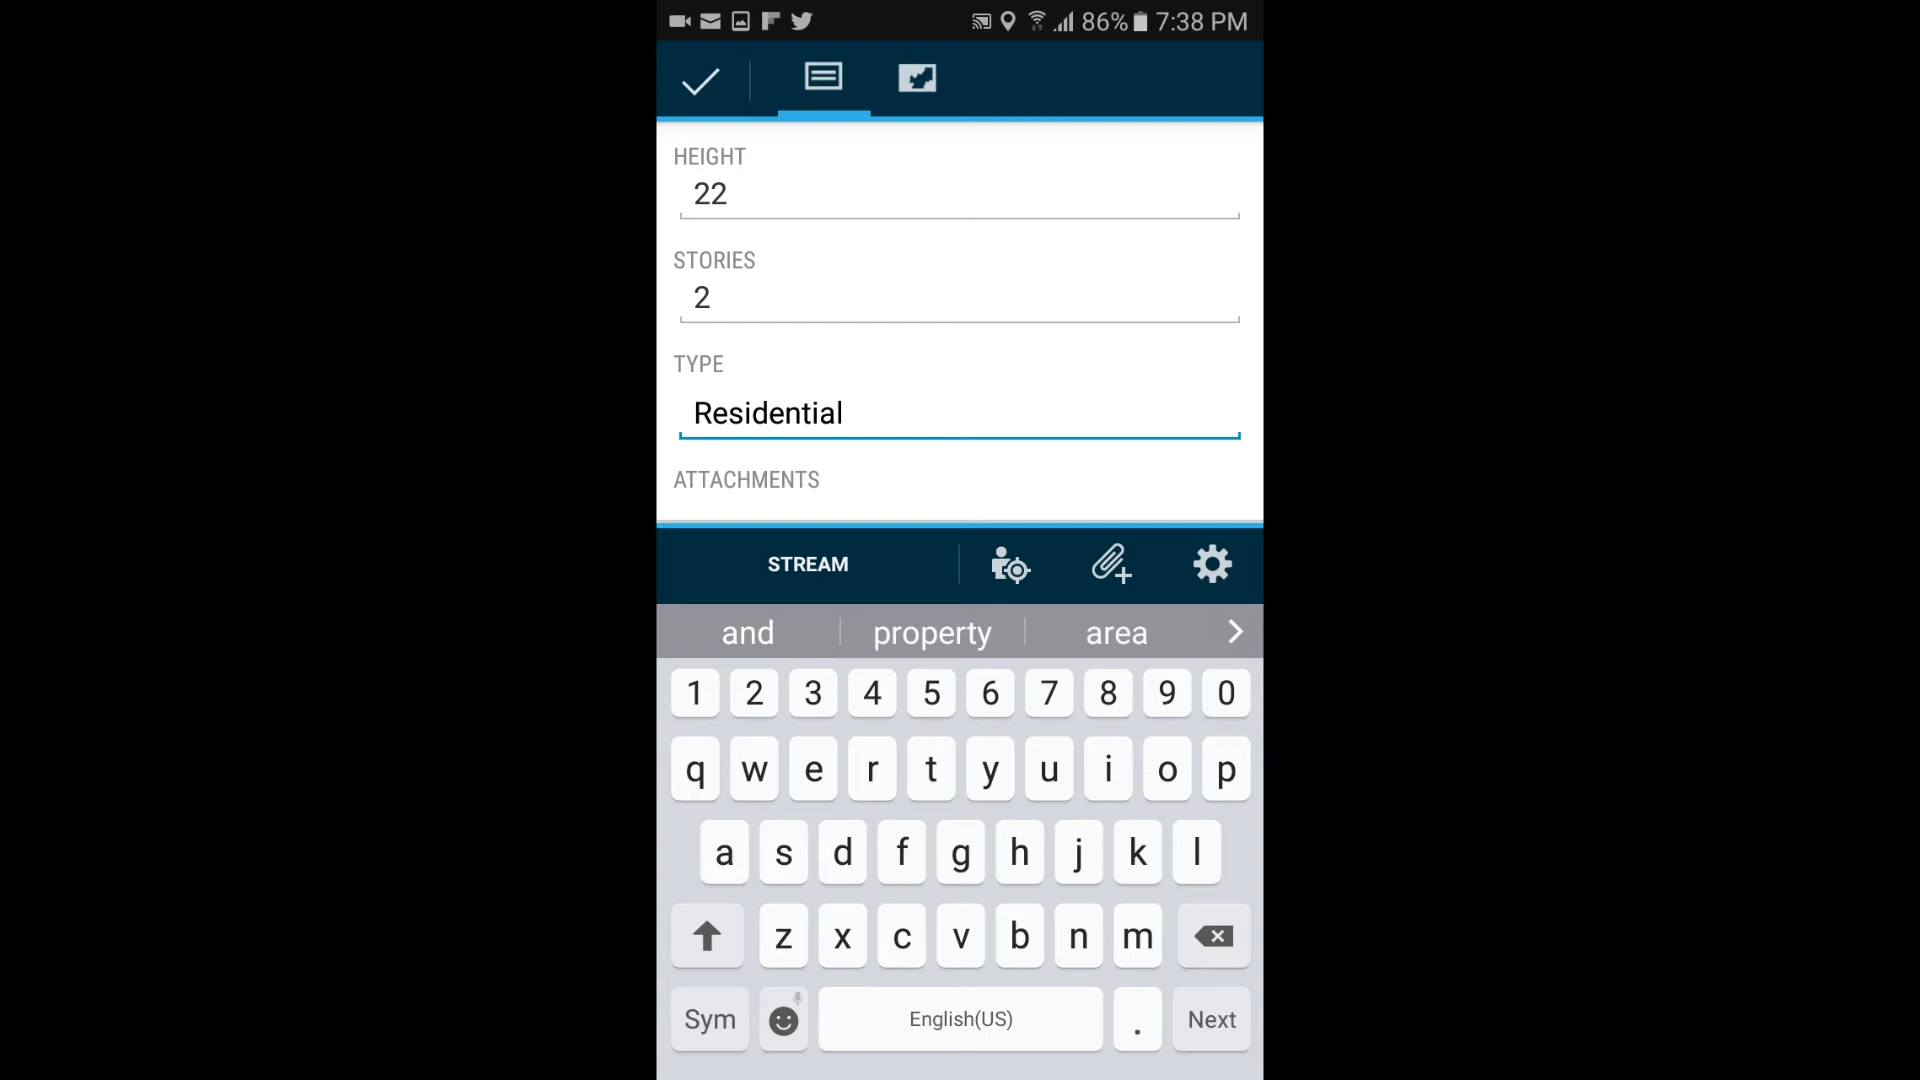 86% 7:38 PM
HEIGHT
22
STORIES
2
TYPE
Residential
ATTACHMENTS
STREAM
and property area
1 2 3 4 5 6 7 8 9 0
q w e r t y u i o p
a s d f g h j k l
z x c v b n m
Sym English(US) . Next